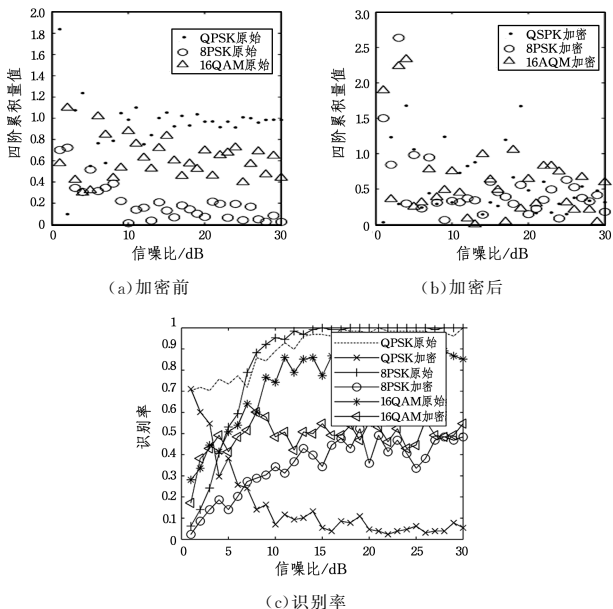 2.0
1.8
1.6
1.4
1.2
1.0
0.8
0.6
0.4
0.2
0
四阶累积量值
QPSK原始
8PSK原始
16QAM原始
0 10 20 30
信噪比/dB
(a)加密前
3.0
2.5
2.0
1.5
1.0
0.5
0
四阶累积量值
QSPK加密
8PSK加密
16AQM加密
0 10 20 30
信噪比/dB
(b)加密后
1
0.9
0.8
0.7
0.6
0.5
0.4
0.3
0.2
0.1
0
识别率
QPSK原始
QPSK加密
8PSK原始
8PSK加密
16QAM原始
16QAM加密
0 5 10 15 20 25 30
信噪比/dB
(c)识别率